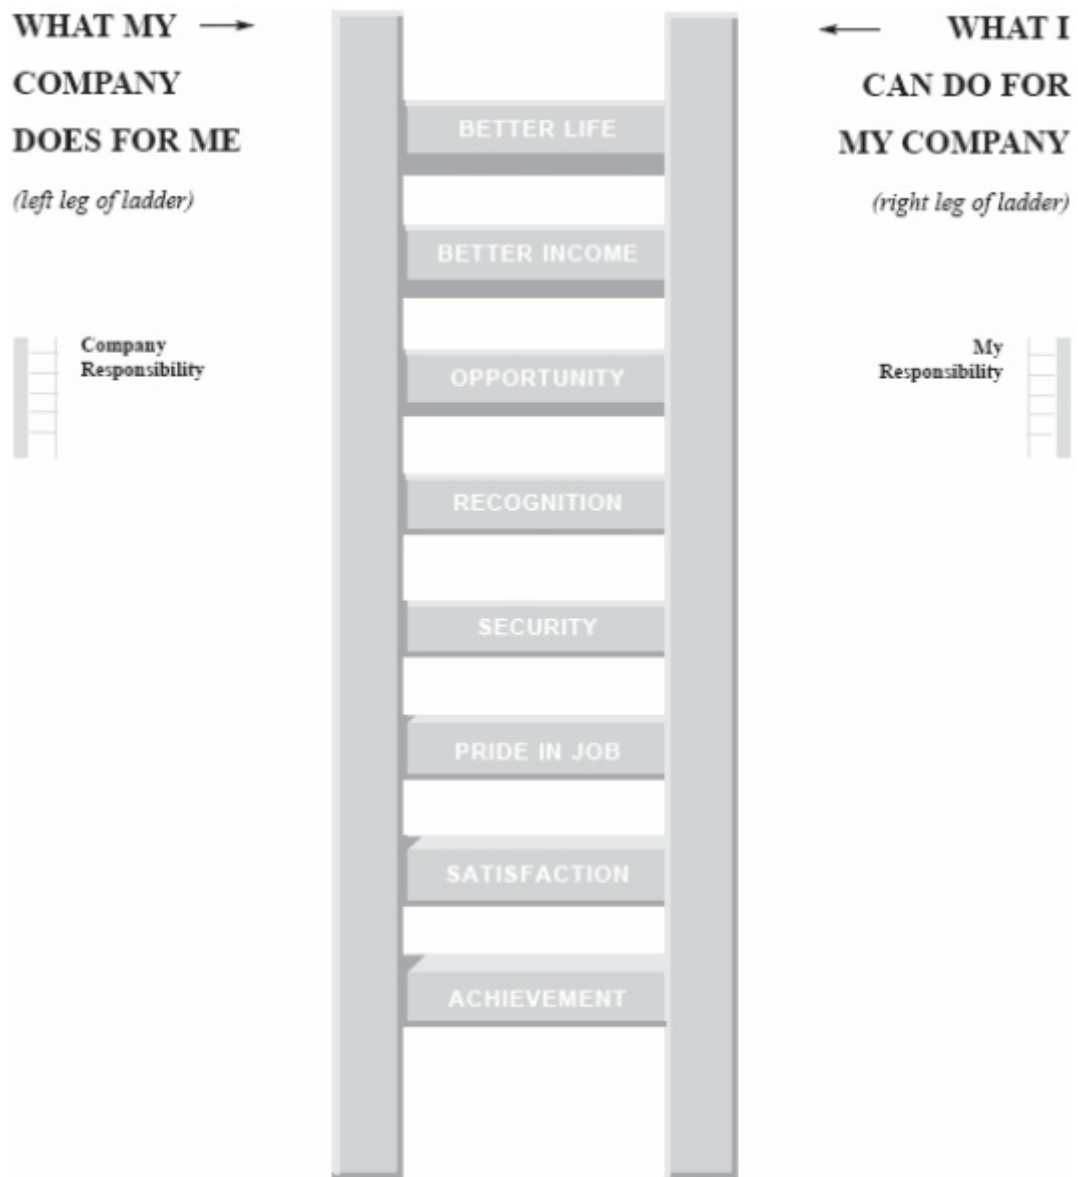 WHAT MY
COMPANY
DOES FOR ME
(left leg of ladder)
Company
Responsibility
BETTER LIFE
BETTER INCOME
OPPORTUNITY
RECOGNITION
SECURITY
PRIDE IN JOB
SATISFACTION
ACHIEVEMENT
WHAT I
CAN DO FOR
MY COMPANY
(right leg of ladder)
My
Responsibility